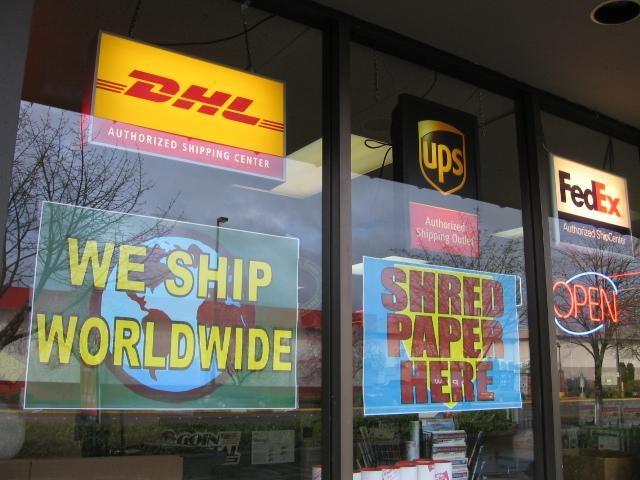 DHL
AUTHORIZED SHIPPING CENTER
WE SHIP
WORLDWIDE
ups
Authorized
Shipping Outlet
SHRED
PAPER
HERE
FedEx
Authorized ShipCenter
OPEN